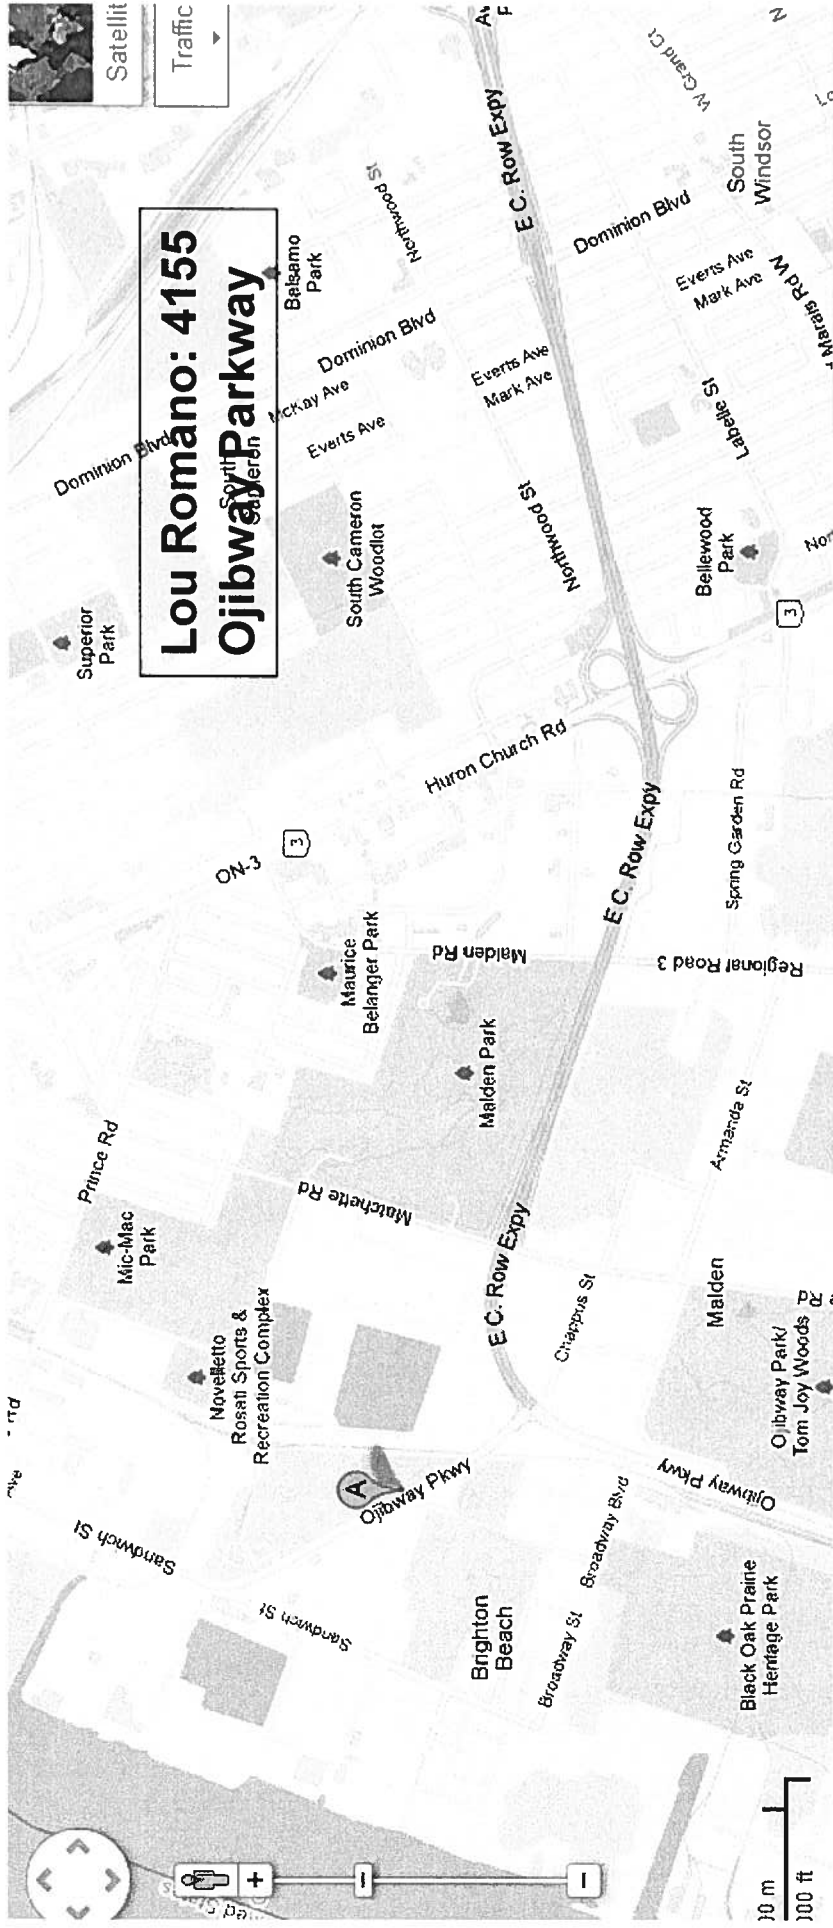 Satellit
Traffic
Lou Romano: 4155
Ojibway Parkway
Dominion Blvd
Superior
Park
South
Cameron
McKay Ave
Everts Ave
South Cameron
Woodlot
Balsamo
Park
Dominion Blvd
Northwood St
E C. Row Expy
W Grand Ct
South
Windsor
Dominion Blvd
Everts Ave
Mark Ave
Everts Ave
Mark Ave
Northwood St
Labelle St
Marais Rd W
Bellewood
Park
3
Huron Church Rd
ON-3
3
E C. Row Expy
Spring Garden Rd
Maurice
Belanger Park
Malden Rd
Regional Road 3
Malden Park
Armanda St
Prince Rd
Matchette Rd
Mic-Mac
Park
E C. Row Expy
Chappus St
Malden
Rd
Novelletto
Rosati Sports &
Recreation Complex
Ojibway Park/
Tom Joy Woods
A
Ojibway Pkwy
Ojibway Pkwy
Sandwich St
Sandwich St
Brighton
Beach
Broadway St
Broadway Blvd
Black Oak Prairie
Heritage Park